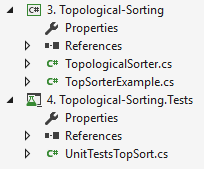 C# 3. Topological-Sorting
Properties
References
C# TopologicalSorter.cs
C# TopSorterExample.cs
4. Topological-Sorting.Tests
Properties
References
C# UnitTestsTopSort.cs